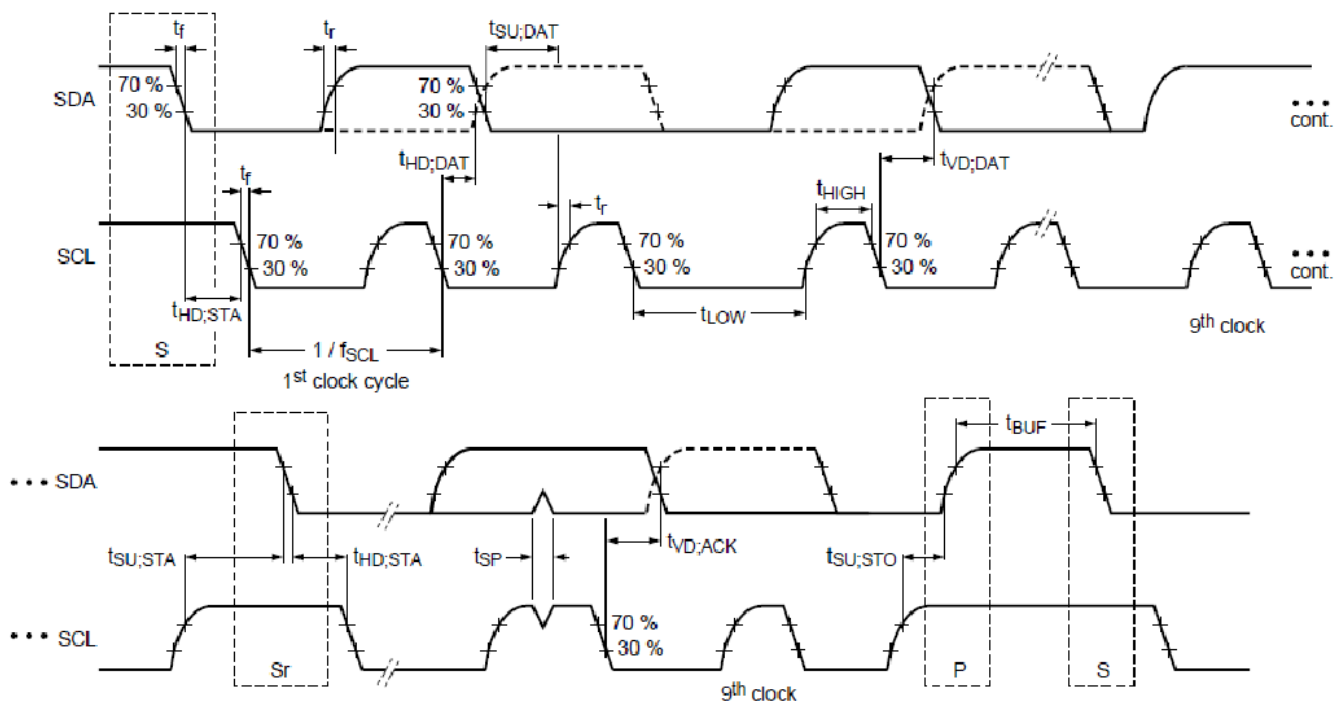 tf tr tSU;DAT
70 % 70 %
SDA
30 % 30 %
••• cont.
tHD;DAT tVD;DAT
tf tr tHIGH
70 % 70 % 70 %
SCL
30 % 30 % 30 % 30 %
••• cont.
tHD;STA tLOW
9th clock
S
1 / fSCL
1st clock cycle
tBUF
••• SDA
tSU;STA tHD;STA tSP tVD;ACK tSU;STO
70 %
••• SCL
30 %
Sr P S
9th clock